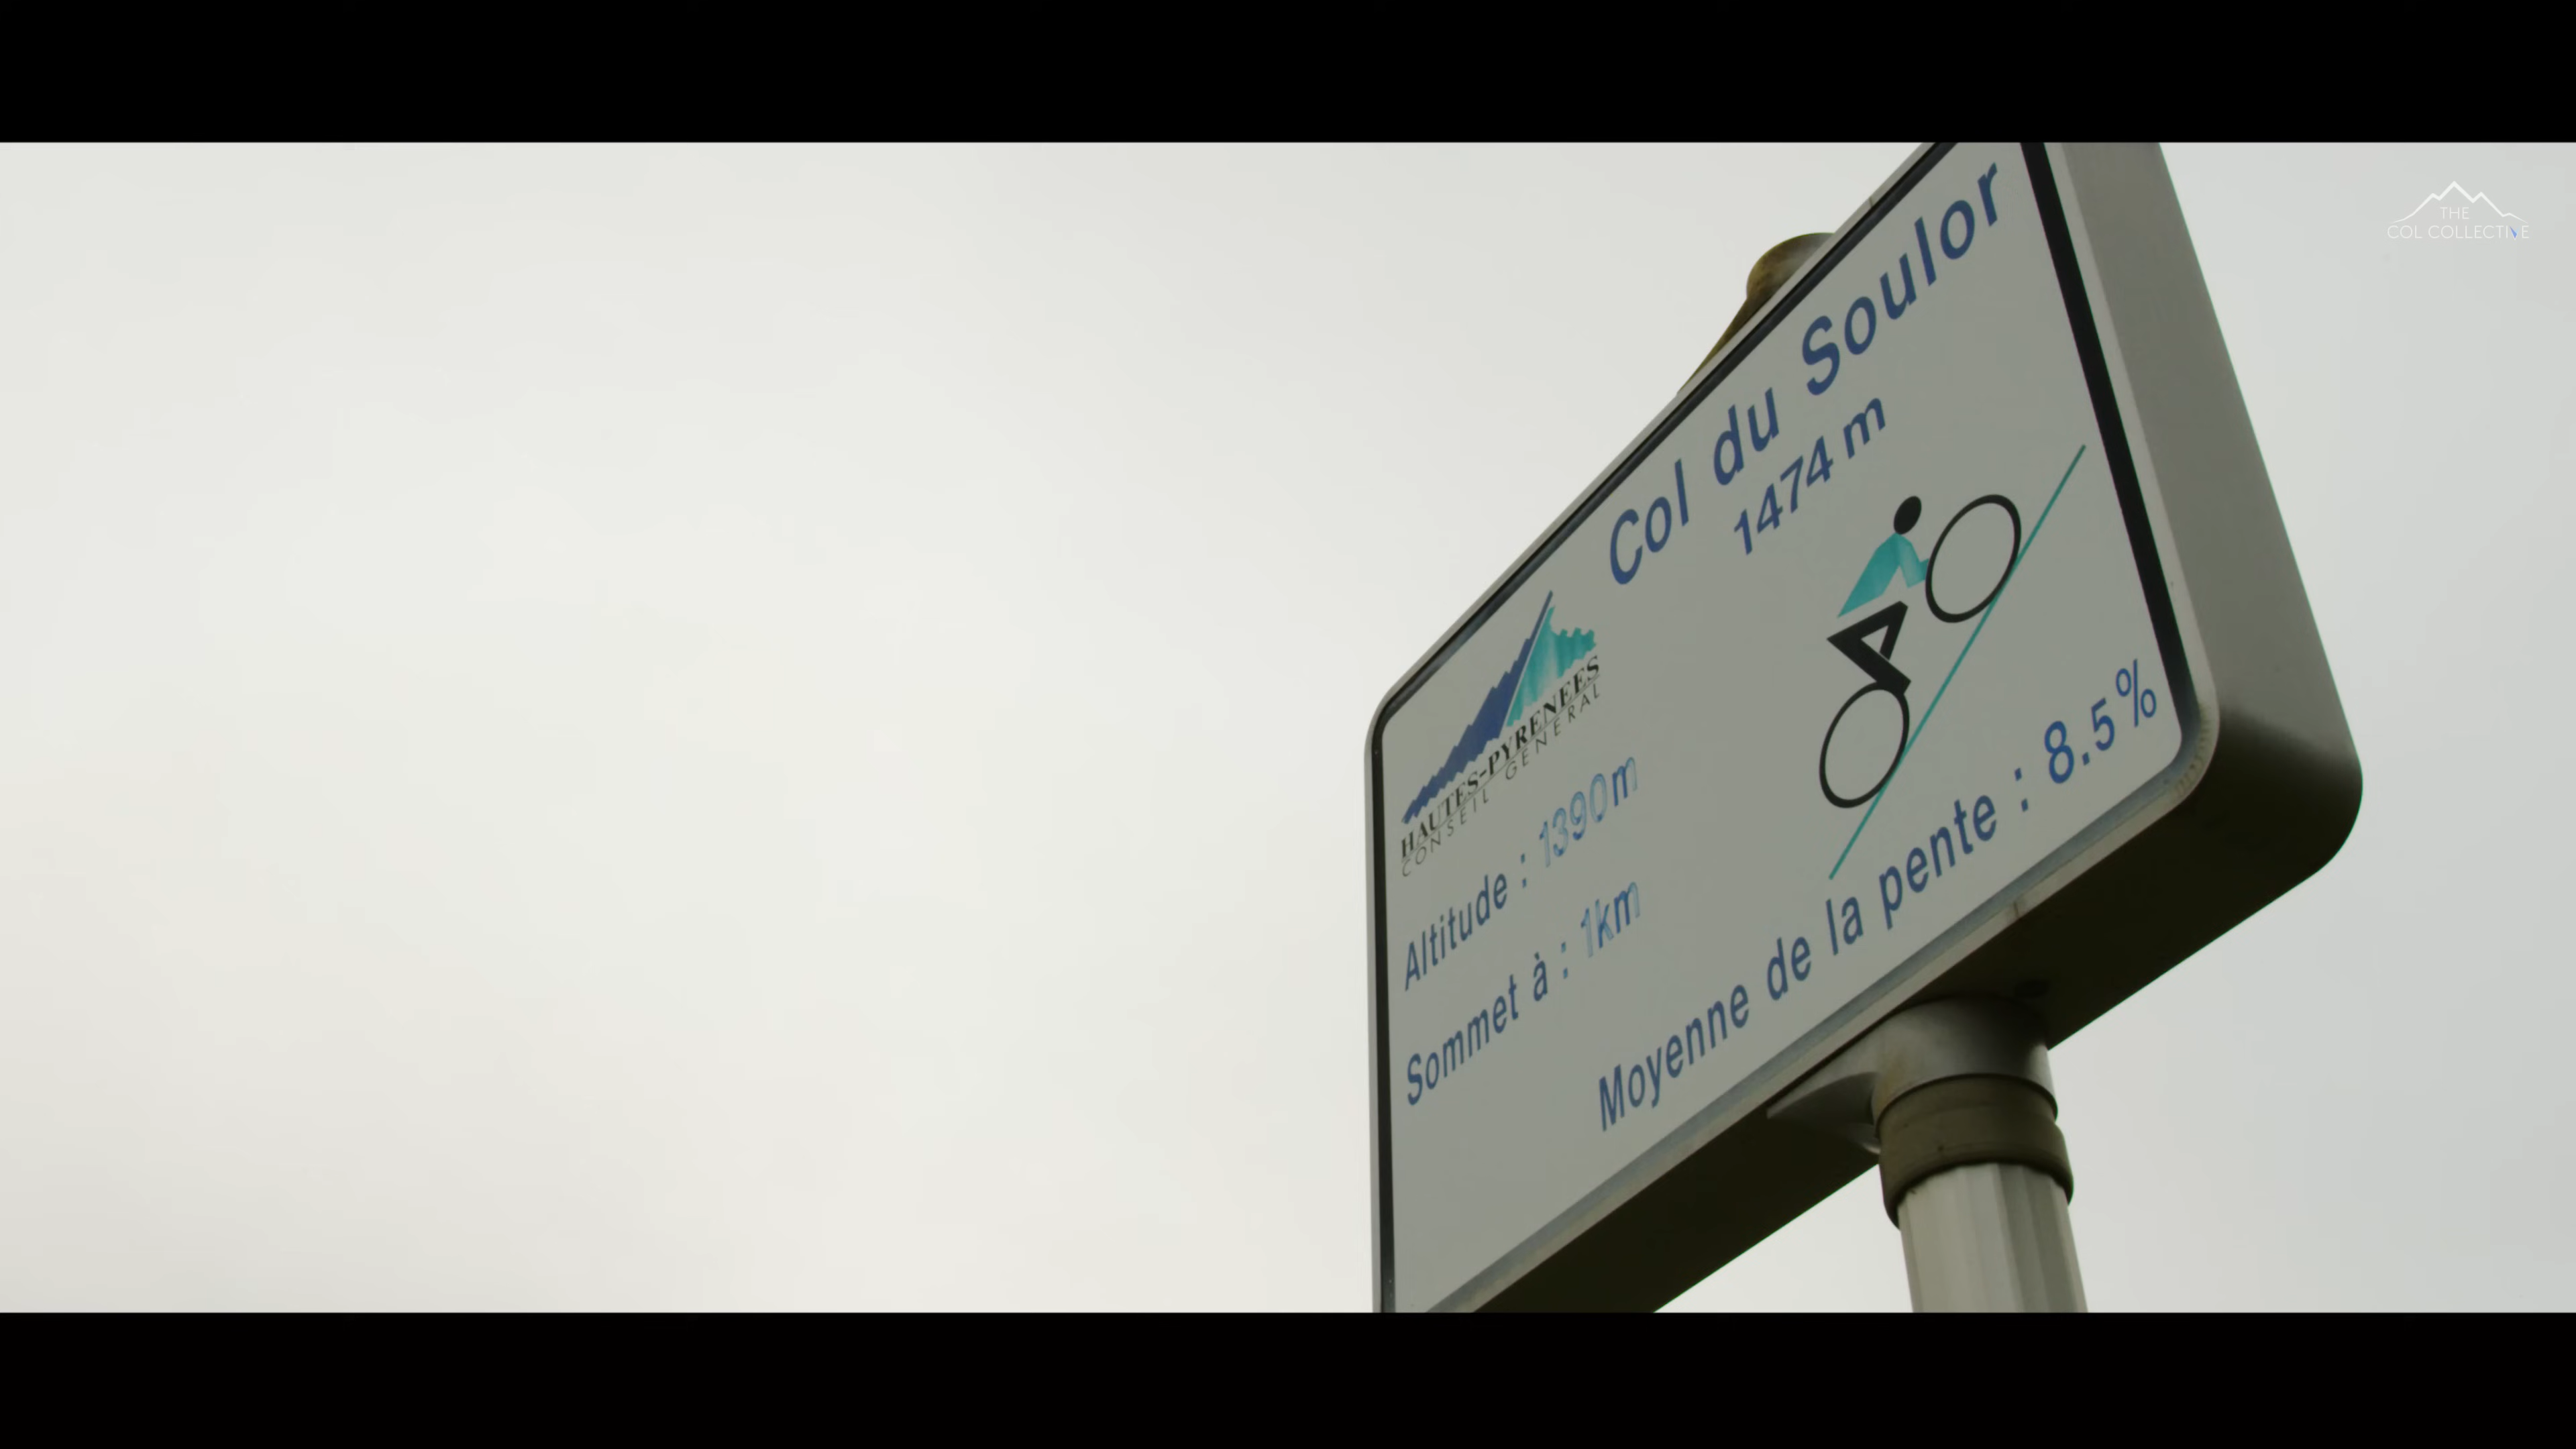 THE
COL COLLECTIVE
Col du Soulor
1474 m
HAUTES-PYRENEES
CONSEIL GENERAL
Altitude : 1390m
Sommet à : 1km
Moyenne de la pente : 8.5%